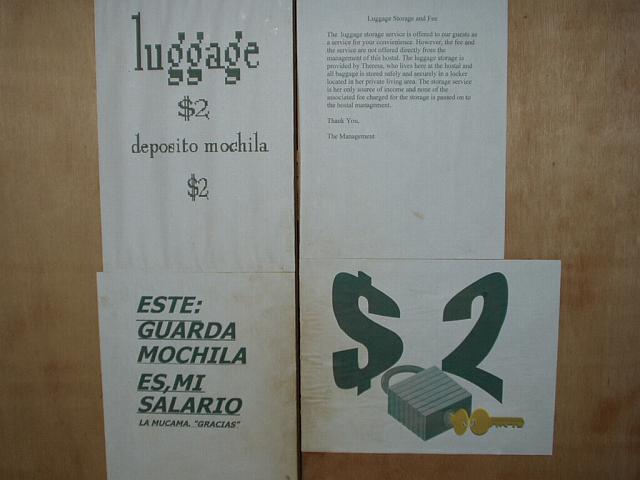 luggage
$2
deposito mochila
$2
Luggage Storage and Fee
The luggage storage service is offered to our guests as
a service for your convienience. However, the fee and
the service are not offered directly from the
management of this hostal. The luggage storage is
provided by Theresa, who lives here at the hostal and
all baggage is stored safely and securely in a locker
located in her private living area. The storage service
is her only source of income and none of the
associated fee charged for the storage is passed on to
the hostal managment.
Thank You,
The Management
ESTE:
GUARDA
MOCHILA
ES,MI
SALARIO
LA MUCAMA. "GRACIAS"
$2